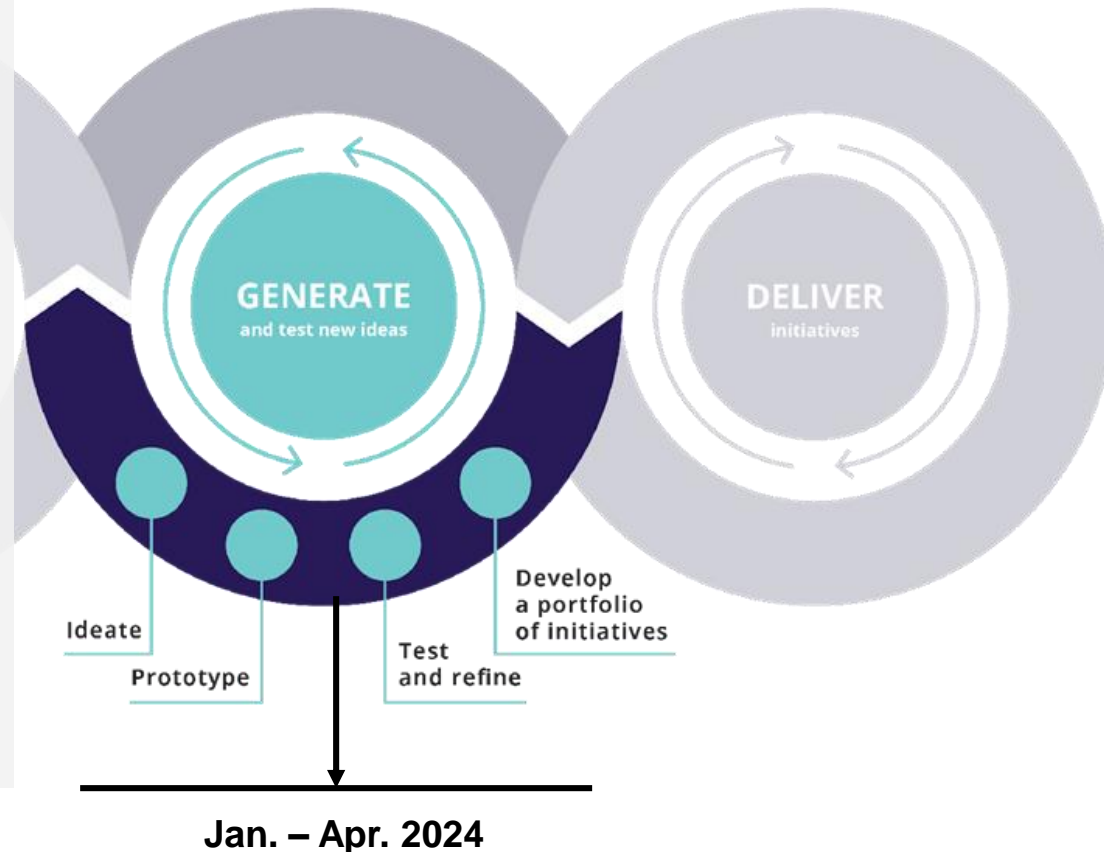 GENERATE
and test new ideas
DELIVER
initiatives
Ideate
Prototype
Test
and refine
Develop
a portfolio
of initiatives
Jan. – Apr. 2024